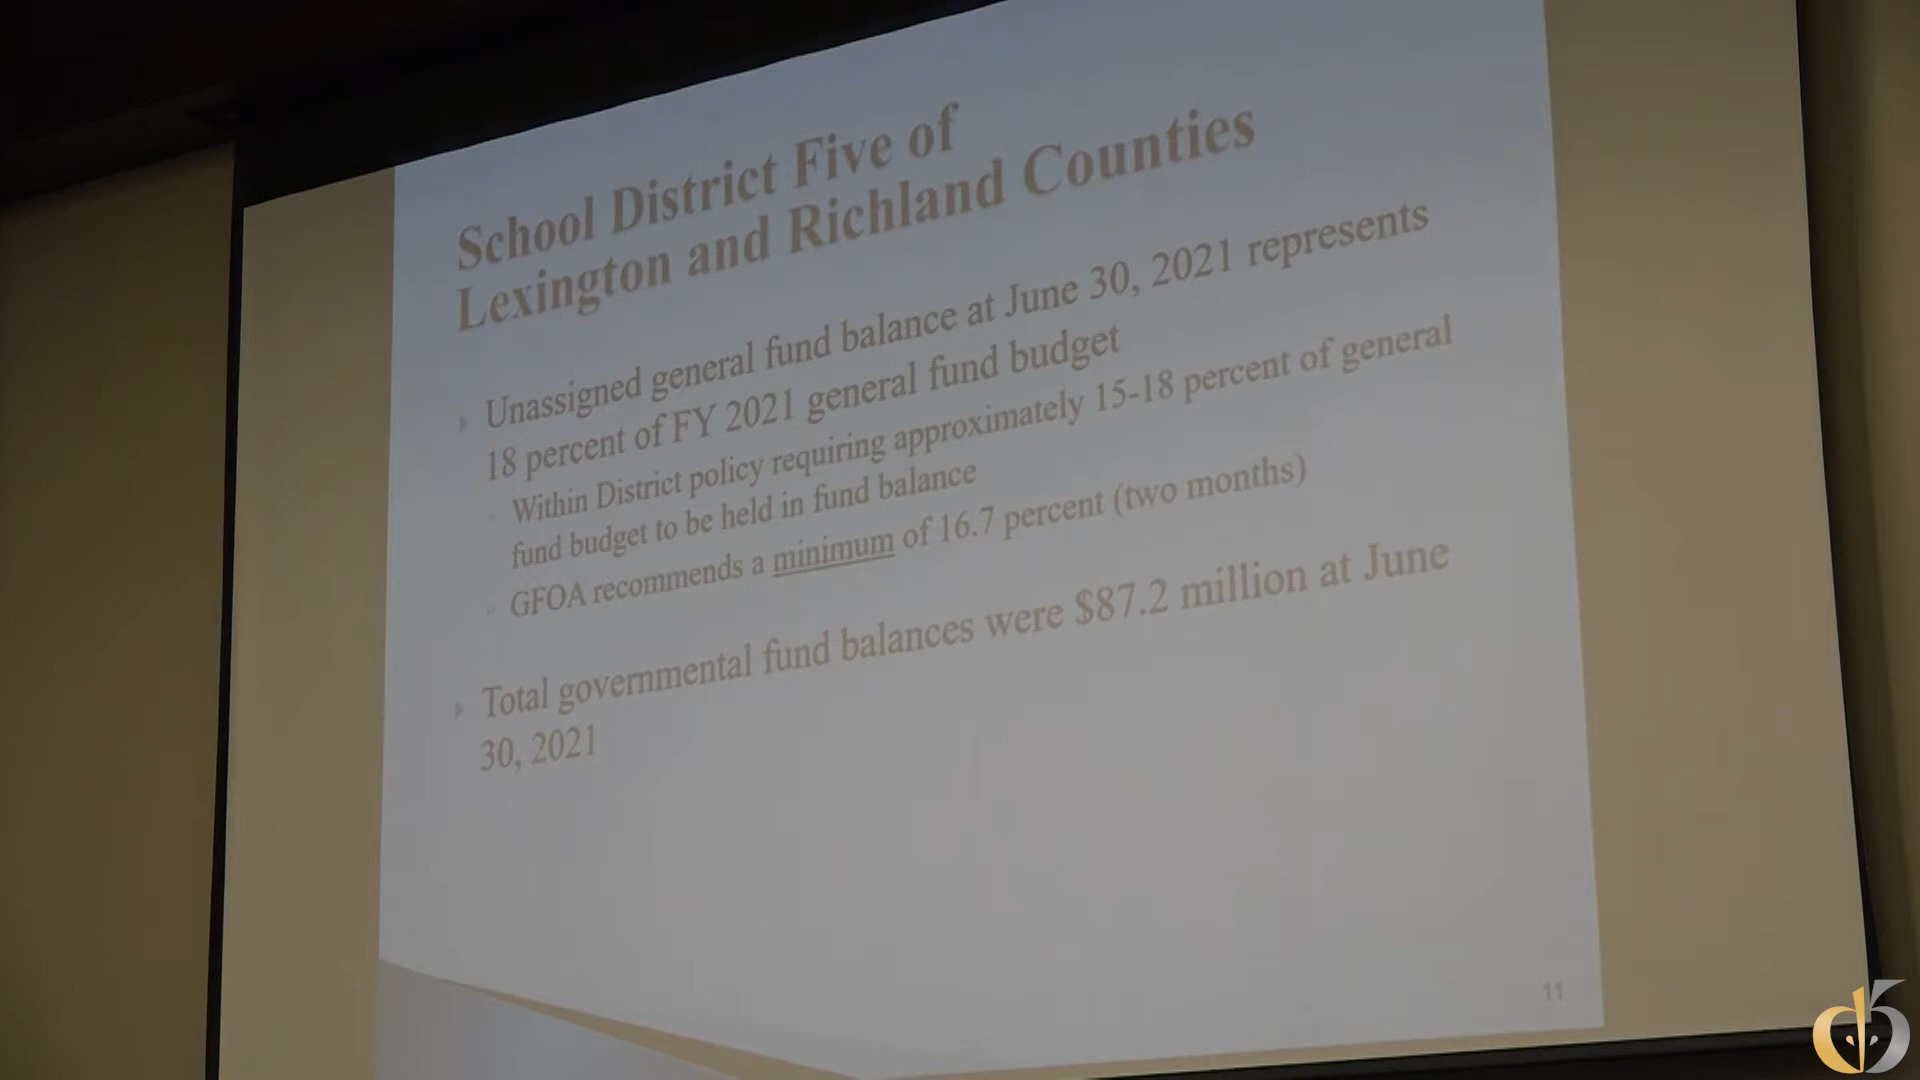 School District Five of
Lexington and Richland Counties
Unassigned general fund balance at June 30, 2021 represents
18 percent of FY 2021 general fund budget
Within District policy requiring approximately 15-18 percent of general
fund budget to be held in fund balance
GFOA recommends a minimum of 16.7 percent (two months)
Total governmental fund balances were $87.2 million at June
30, 2021
11